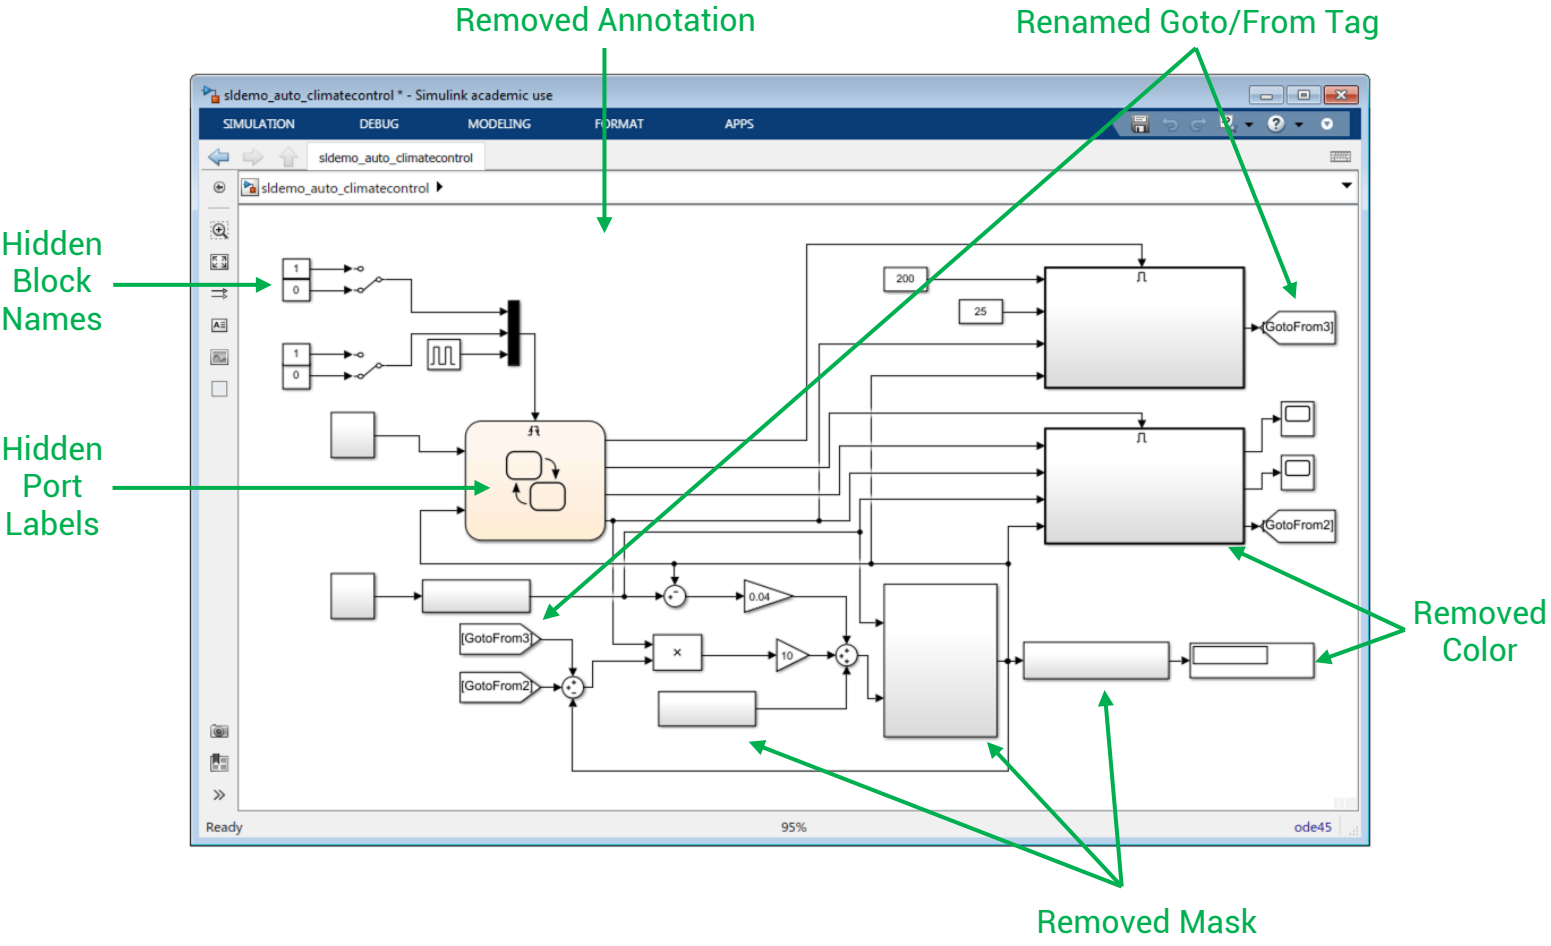 Removed Annotation
Renamed Goto/From Tag
sldemo_auto_climatecontrol * - Simulink academic use
SIMULATION DEBUG MODELING FORMAT APPS
sldemo_auto_climatecontrol
sldemo_auto_climatecontrol
Hidden
Block
Names
1
0
200
25
[GotoFrom3]
1
0
Hidden
Port
Labels
[GotoFrom2]
0.04
[GotoFrom3]
×
10
[GotoFrom2]
Removed
Color
Ready 95% ode45
Removed Mask